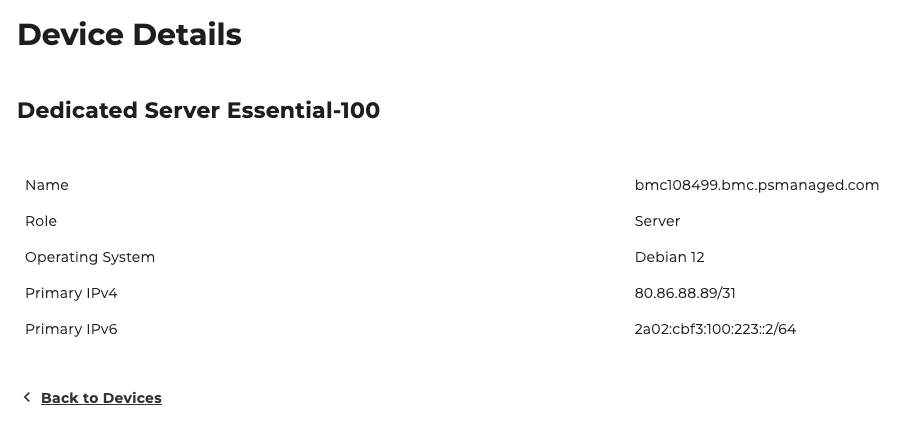 Device Details
Dedicated Server Essential-100
Name bmc108499.bmc.psmanaged.com
Role Server
Operating System Debian 12
Primary IPv4 80.86.88.89/31
Primary IPv6 2a02:cbf3:100:223::2/64
Back to Devices